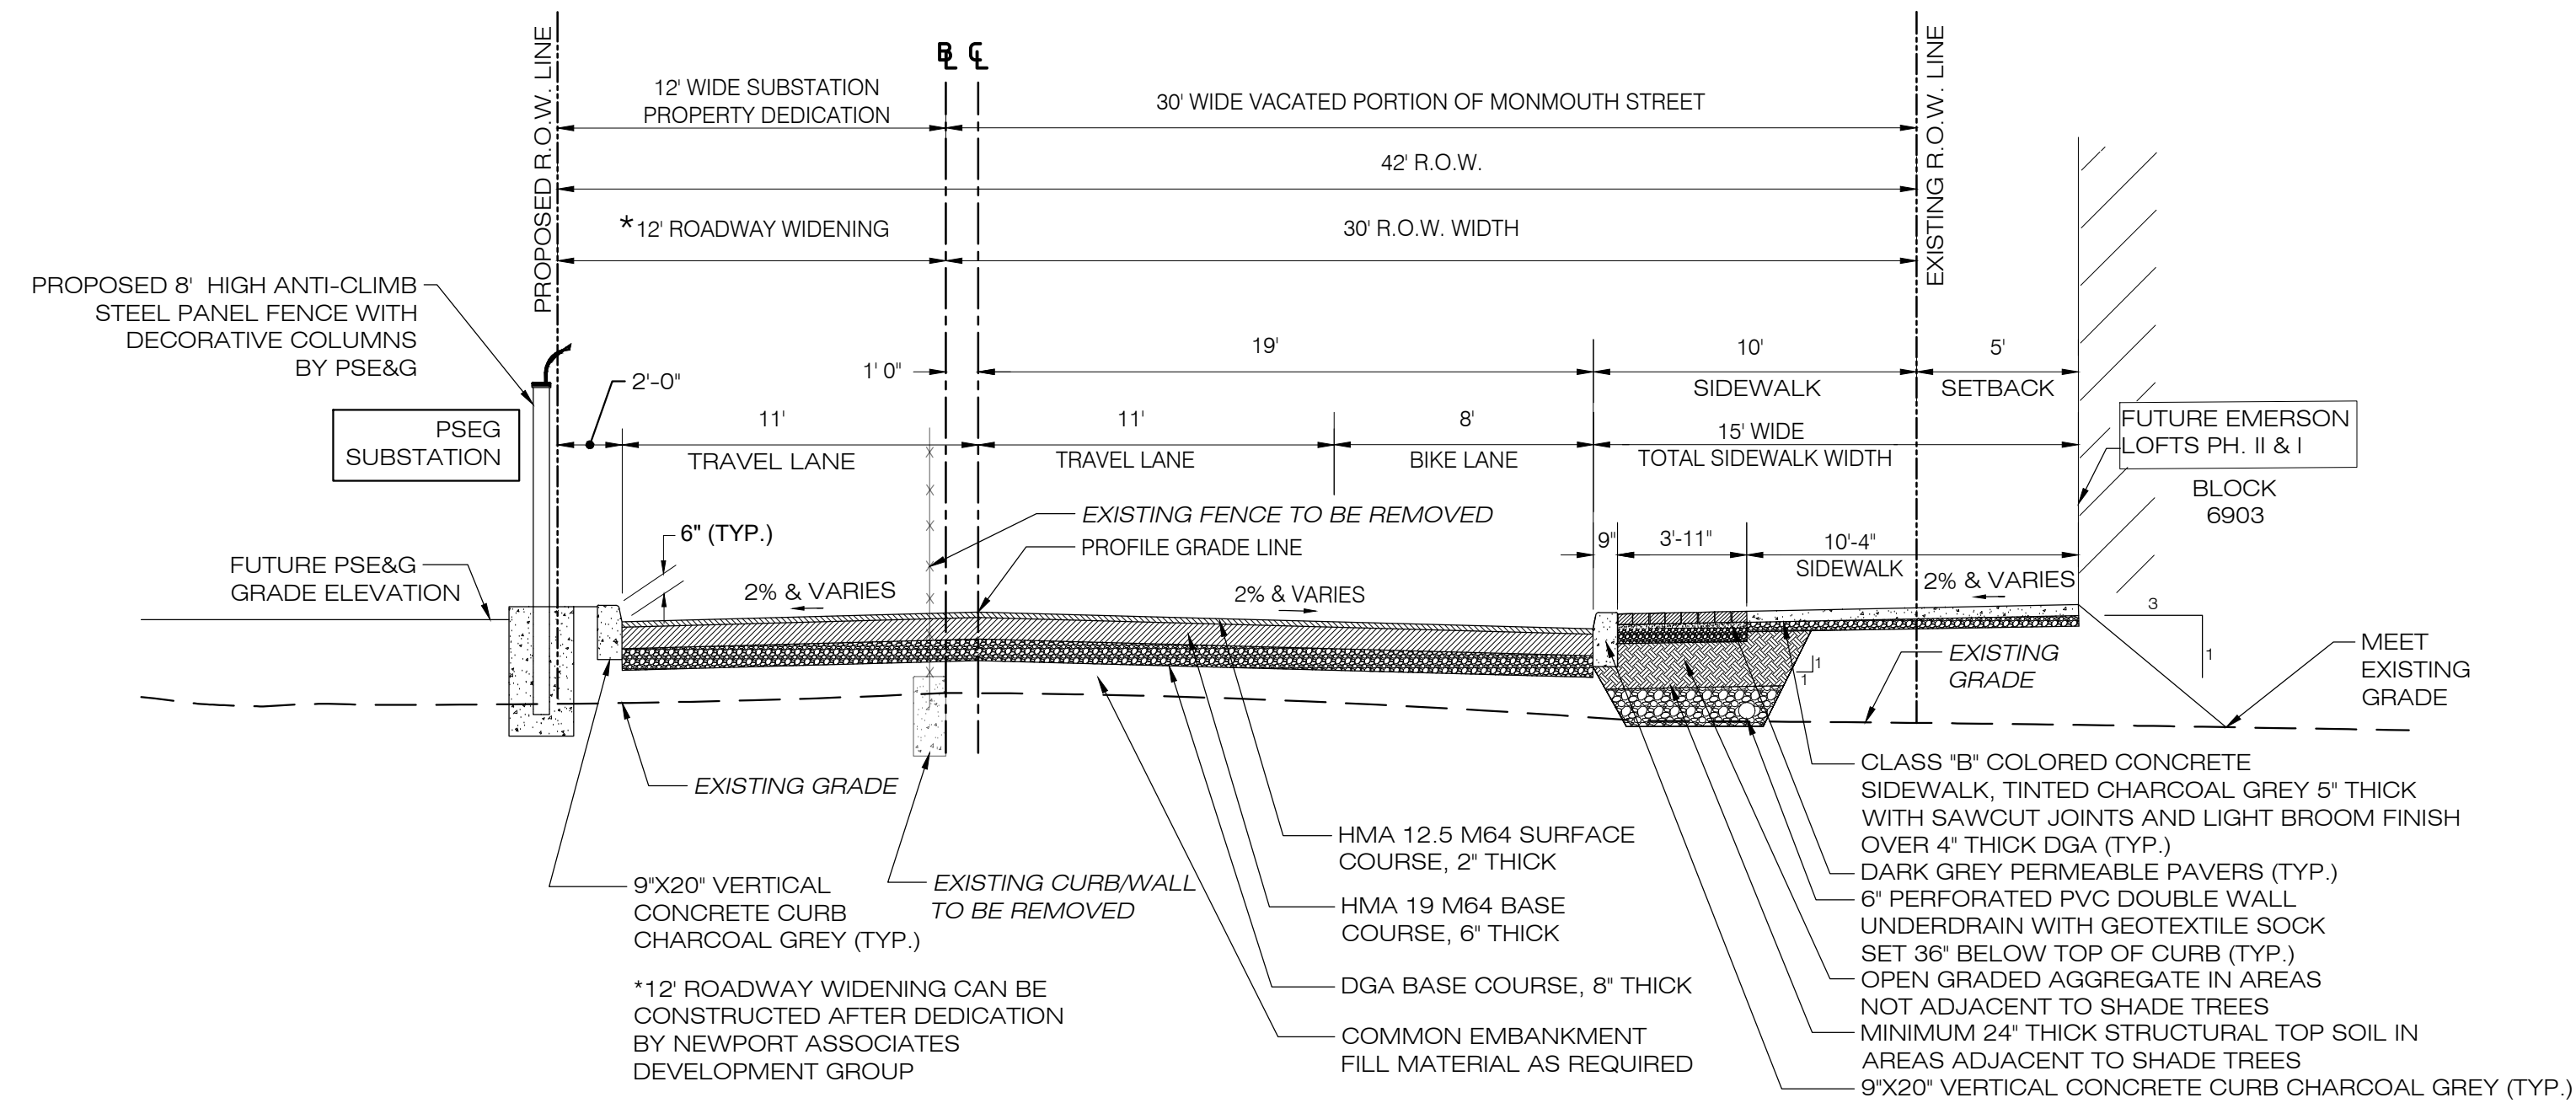 PROPOSED R.O.W. LINE
℄
12' WIDE SUBSTATION
PROPERTY DEDICATION
30' WIDE VACATED PORTION OF MONMOUTH STREET
EXISTING R.O.W. LINE
42' R.O.W.
*12' ROADWAY WIDENING
30' R.O.W. WIDTH
PROPOSED 8' HIGH ANTI-CLIMB
STEEL PANEL FENCE WITH
DECORATIVE COLUMNS
BY PSE&G
19'
10'
5'
1' 0"
SIDEWALK
SETBACK
2'-0"
PSEG
SUBSTATION
11'
TRAVEL LANE
11'
TRAVEL LANE
8'
BIKE LANE
15' WIDE
TOTAL SIDEWALK WIDTH
FUTURE EMERSON
LOFTS PH. II & I
BLOCK
6903
EXISTING FENCE TO BE REMOVED
PROFILE GRADE LINE
6" (TYP.)
9"
3'-11"
10'-4"
SIDEWALK
FUTURE PSE&G
GRADE ELEVATION
2% & VARIES
2% & VARIES
2% & VARIES
3
1
1
1
EXISTING
GRADE
MEET
EXISTING
GRADE
EXISTING GRADE
CLASS "B" COLORED CONCRETE
SIDEWALK, TINTED CHARCOAL GREY 5" THICK
WITH SAWCUT JOINTS AND LIGHT BROOM FINISH
OVER 4" THICK DGA (TYP.)
DARK GREY PERMEABLE PAVERS (TYP.)
6" PERFORATED PVC DOUBLE WALL
UNDERDRAIN WITH GEOTEXTILE SOCK
SET 36" BELOW TOP OF CURB (TYP.)
OPEN GRADED AGGREGATE IN AREAS
NOT ADJACENT TO SHADE TREES
MINIMUM 24" THICK STRUCTURAL TOP SOIL IN
AREAS ADJACENT TO SHADE TREES
9"X20" VERTICAL CONCRETE CURB CHARCOAL GREY (TYP.)
HMA 12.5 M64 SURFACE
COURSE, 2" THICK
HMA 19 M64 BASE
COURSE, 6" THICK
DGA BASE COURSE, 8" THICK
COMMON EMBANKMENT
FILL MATERIAL AS REQUIRED
EXISTING CURB/WALL
TO BE REMOVED
9"X20" VERTICAL
CONCRETE CURB
CHARCOAL GREY (TYP.)
*12' ROADWAY WIDENING CAN BE
CONSTRUCTED AFTER DEDICATION
BY NEWPORT ASSOCIATES
DEVELOPMENT GROUP